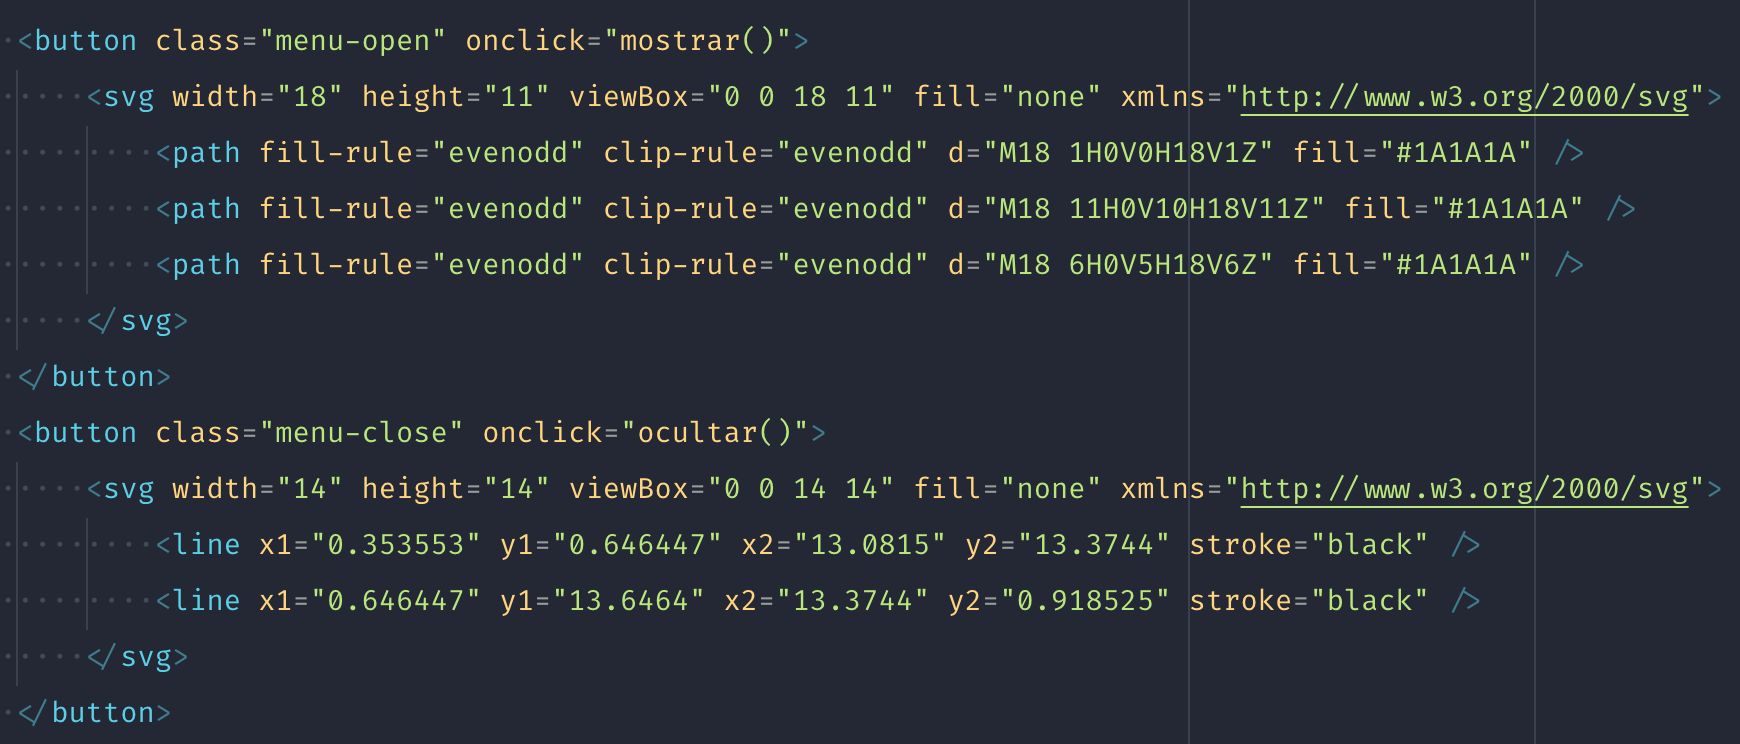 <button class="menu-open" onclick="mostrar()">
<svg width="18" height="11" viewBox="0 0 18 11" fill="none" xmlns="http://www.w3.org/2000/svg">
<path fill-rule="evenodd" clip-rule="evenodd" d="M18 1H0V0H18V1Z" fill="#1A1A1A" />
<path fill-rule="evenodd" clip-rule="evenodd" d="M18 11H0V10H18V11Z" fill="#1A1A1A" />
<path fill-rule="evenodd" clip-rule="evenodd" d="M18 6H0V5H18V6Z" fill="#1A1A1A" />
</svg>
</button>
<button class="menu-close" onclick="ocultar()">
<svg width="14" height="14" viewBox="0 0 14 14" fill="none" xmlns="http://www.w3.org/2000/svg">
<line x1="0.353553" y1="0.646447" x2="13.0815" y2="13.3744" stroke="black" />
<line x1="0.646447" y1="13.6464" x2="13.3744" y2="0.918525" stroke="black" />
</svg>
</button>